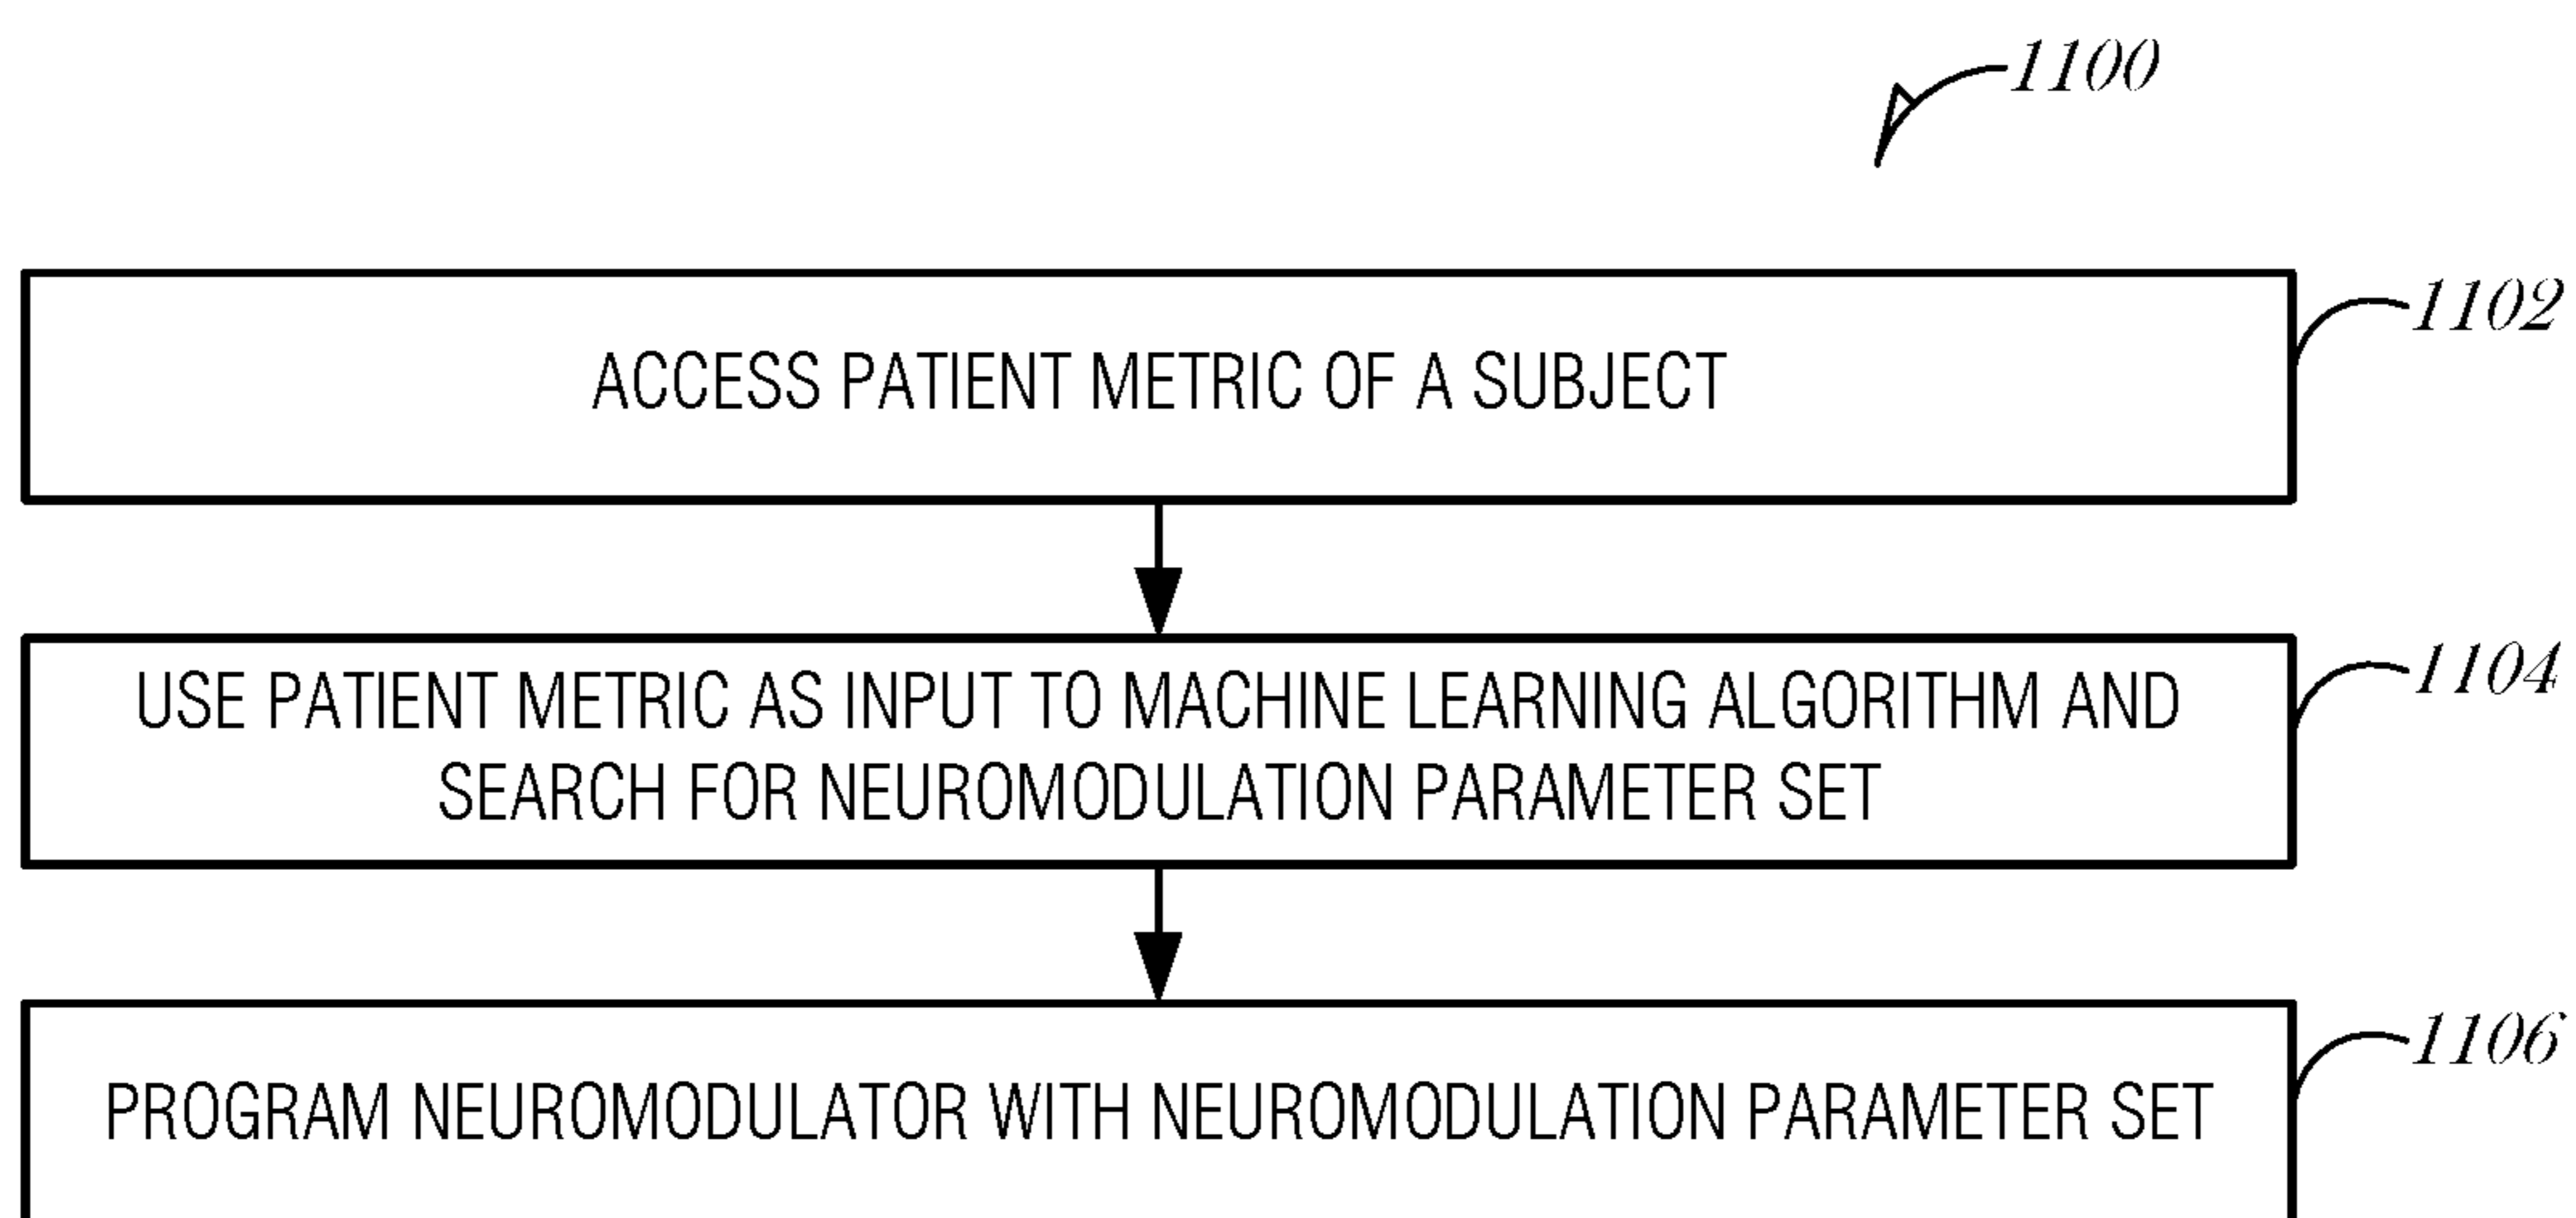 1100
1102
ACCESS PATIENT METRIC OF A SUBJECT
1104
USE PATIENT METRIC AS INPUT TO MACHINE LEARNING ALGORITHM AND
SEARCH FOR NEUROMODULATION PARAMETER SET
1106
PROGRAM NEUROMODULATOR WITH NEUROMODULATION PARAMETER SET